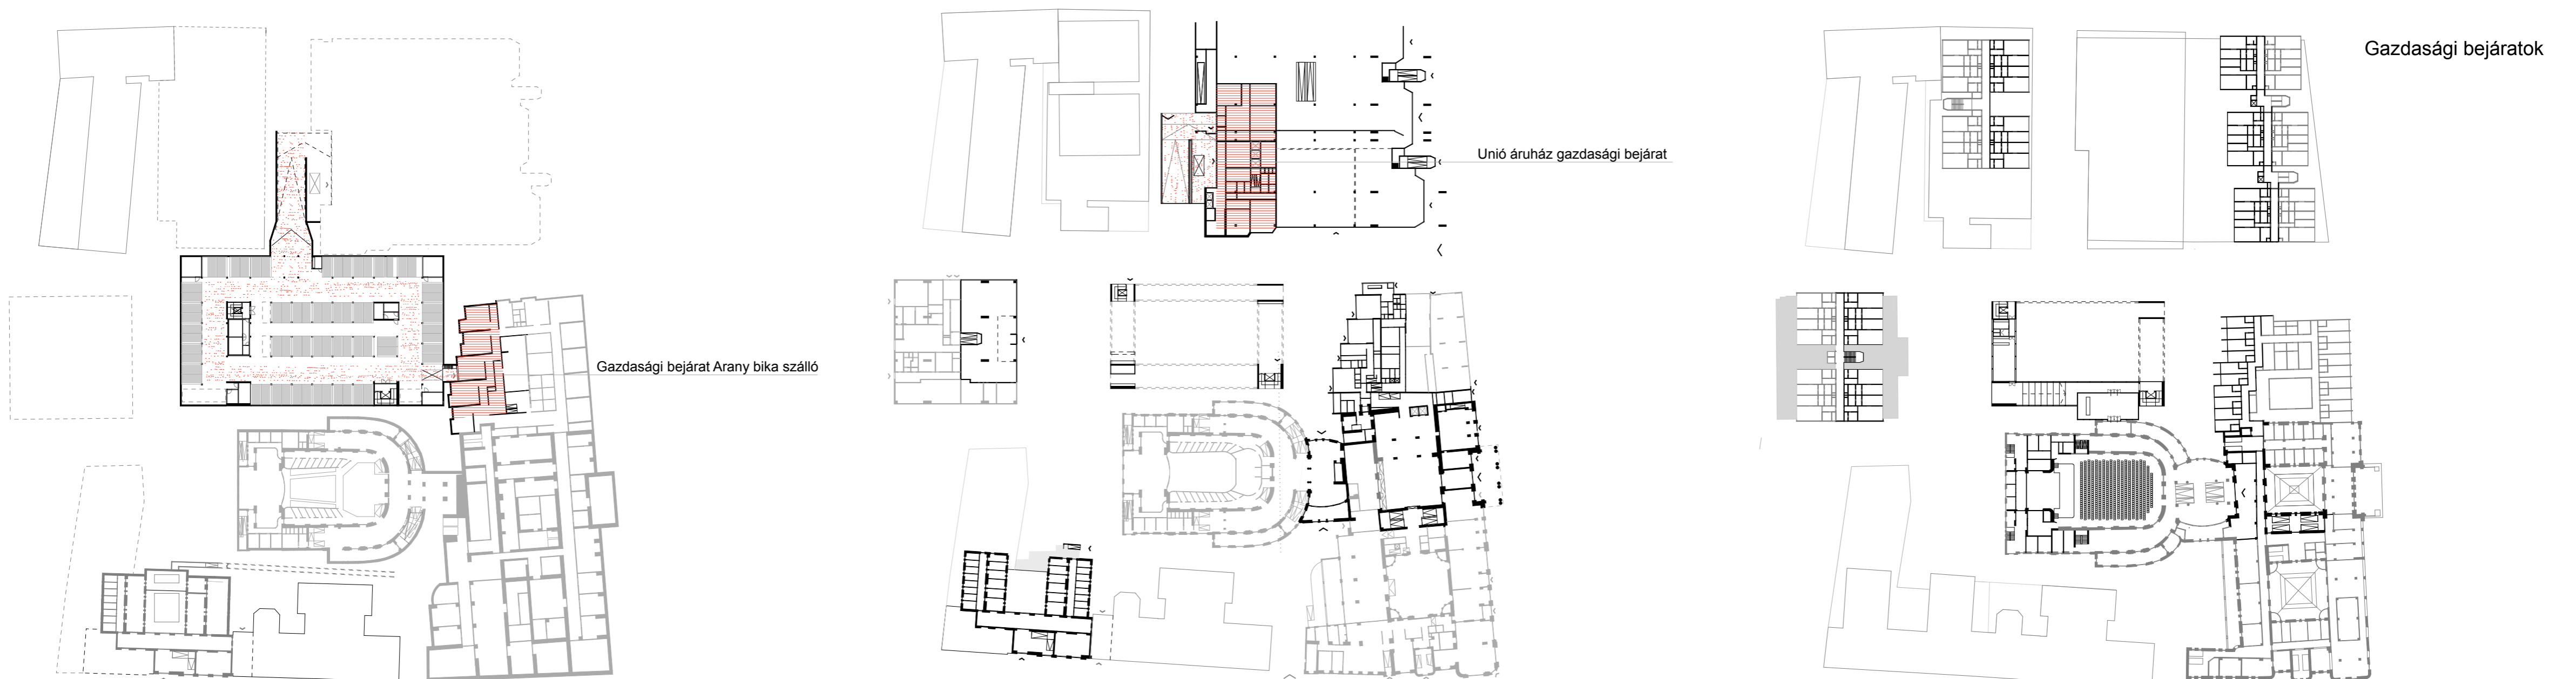 Gazdasági bejáratok
Unió áruház gazdasági bejárat
Gazdasági bejárat Arany bika szálló